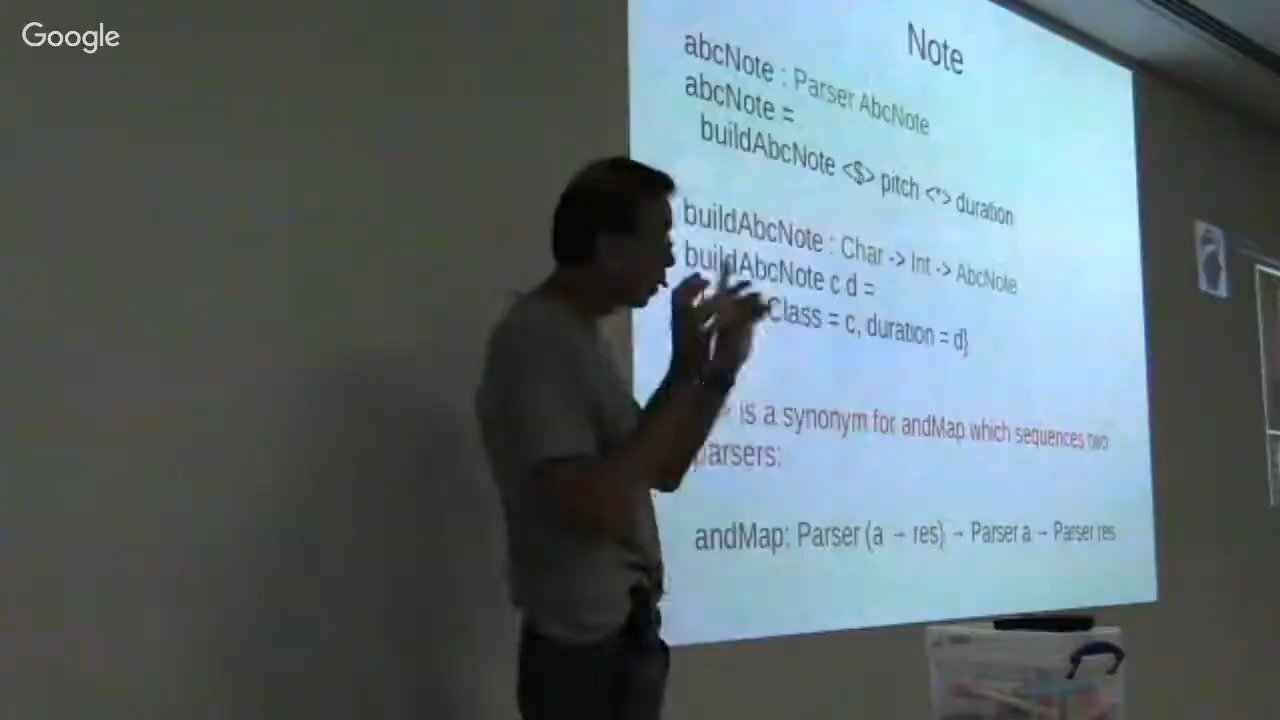 Google
Note
abcNote : Parser AbcNote
abcNote =
buildAbcNote <$> pitch <*> duration
buildAbcNote : Char -> Int -> AbcNote
buildAbcNote c d =
Class = c, duration = d}
is a synonym for andMap which sequences two
parsers:
andMap: Parser (a → res) → Parser a → Parser res